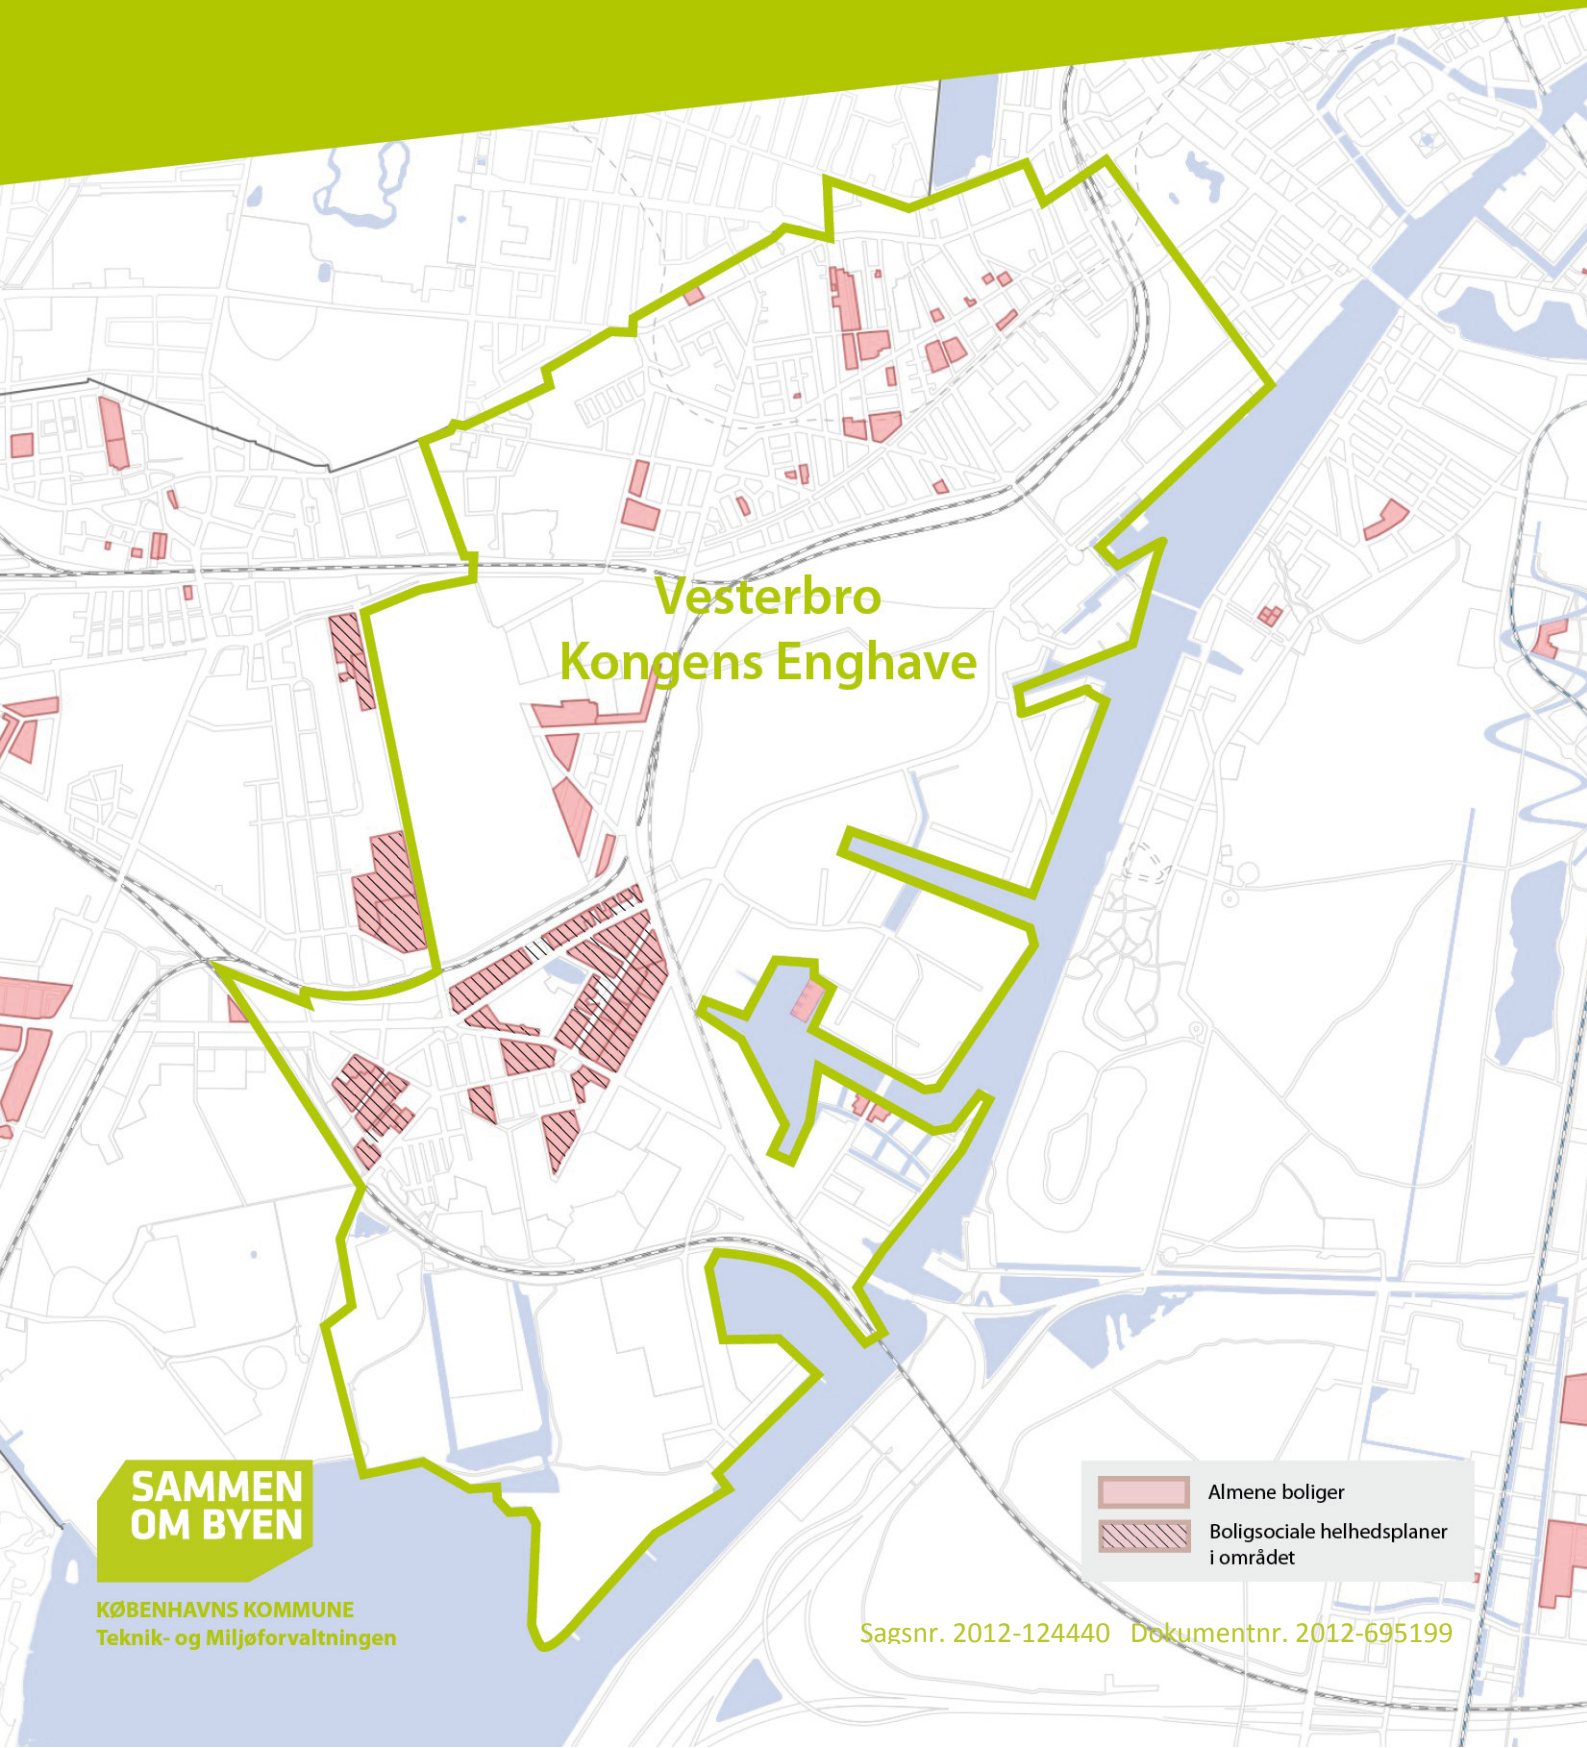 Vesterbro
Kongens Enghave
SAMMEN
OM BYEN
KØBENHAVNS KOMMUNE
Teknik- og Miljøforvaltningen
Almene boliger
Boligsociale helhedsplaner
i området
Sagsnr. 2012-124440 Dokumentnr. 2012-695199